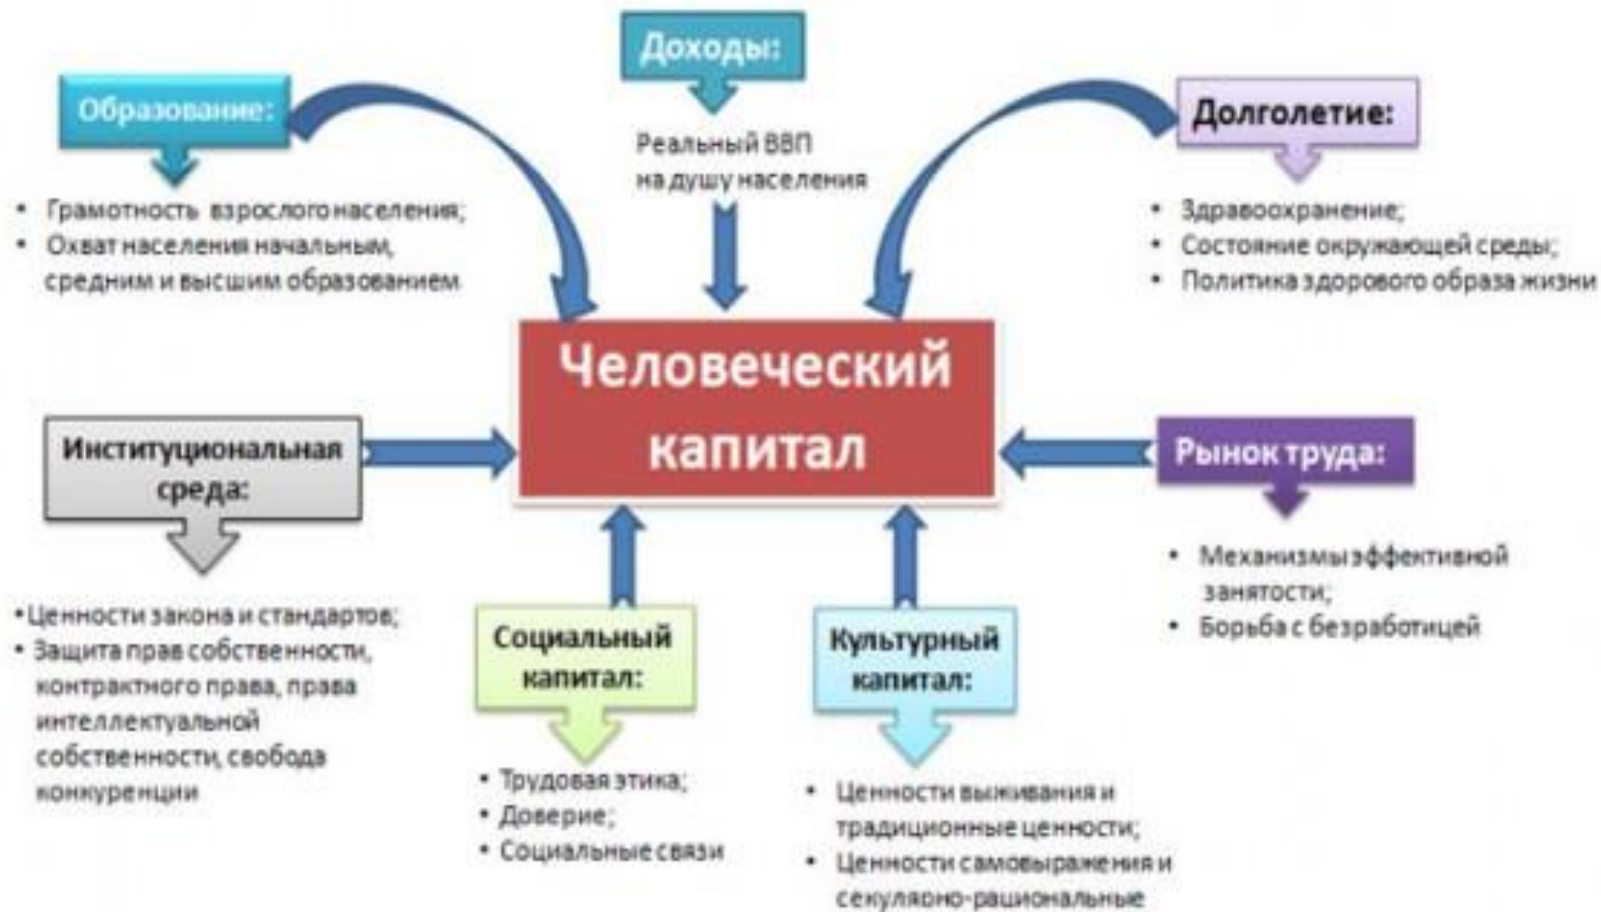 Доходы:
Реальный ВВП
на душу населения
Образование:
• Грамотность взрослого населения;
• Охват населения начальным,
средним и высшим образованием
Долголетие:
• Здравоохранение;
• Состояние окружающей среды;
• Политика здорового образа жизни
Человеческий
капитал
Институциональная
среда:
• Ценности закона и стандартов;
• Защита прав собственности,
контрактного права, права
интеллектуальной
собственности, свобода
конкуренции
Рынок труда:
• Механизмы эффективной
занятости;
• Борьба с безработицей
Социальный
капитал:
• Трудовая этика;
• Доверие;
• Социальные связи
Культурный
капитал:
• Ценности выживания и
традиционные ценности;
• Ценности самовыражения и
секулярно-рациональные